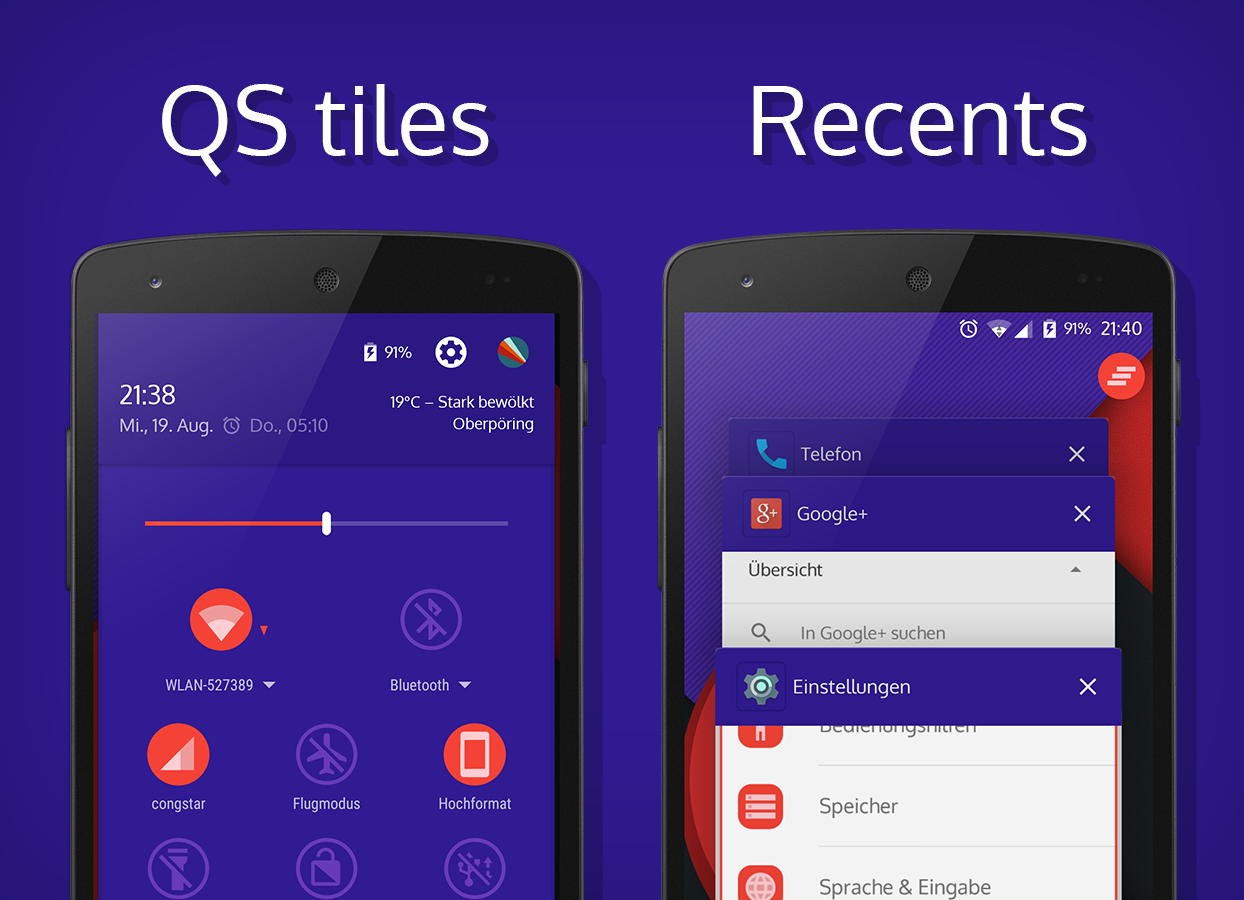 QS tiles
Recents
91%
21:38
19°C – Stark bewölkt
Mi., 19. Aug.
Do., 05:10
Oberpöring
WLAN-527389
Bluetooth
congstar
Flugmodus
Hochformat
91% 21:40
Telefon
g+ Google+
Übersicht
In Google+ suchen
Einstellungen
Bedienungshilfen
Speicher
Sprache & Eingabe